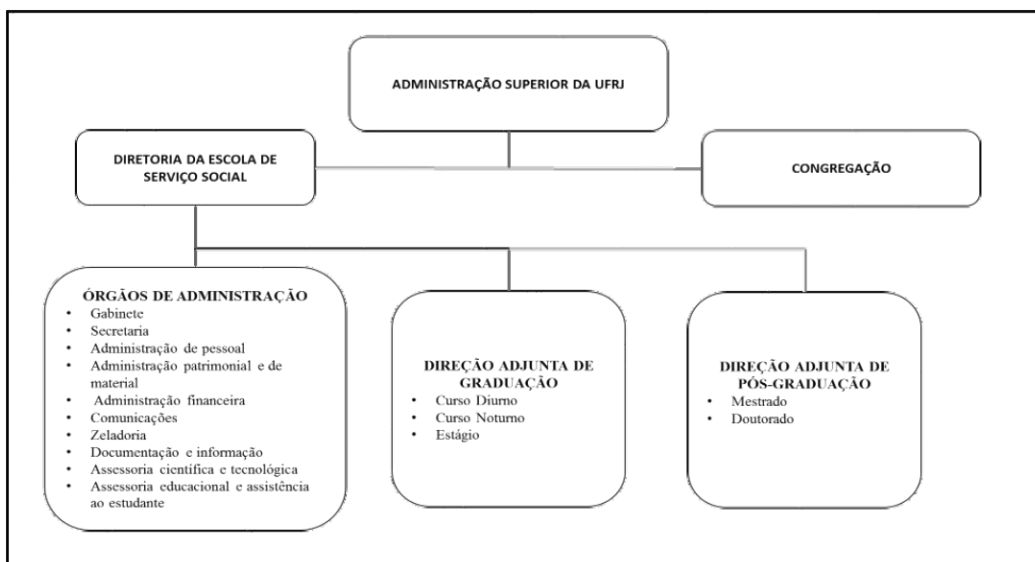 ADMINISTRAÇÃO SUPERIOR DA UFRJ
DIRETORIA DA ESCOLA DE
SERVIÇO SOCIAL
CONGREGAÇÃO
ÓRGÃOS DE ADMINISTRAÇÃO
• Gabinete
• Secretaria
• Administração de pessoal
• Administração patrimonial e de
material
• Administração financeira
• Comunicações
• Zeladoria
• Documentação e informação
• Assessoria científica e tecnológica
• Assessoria educacional e assistência
ao estudante
DIREÇÃO ADJUNTA DE
GRADUAÇÃO
• Curso Diurno
• Curso Noturno
• Estágio
DIREÇÃO ADJUNTA DE
PÓS-GRADUAÇÃO
• Mestrado
• Doutorado